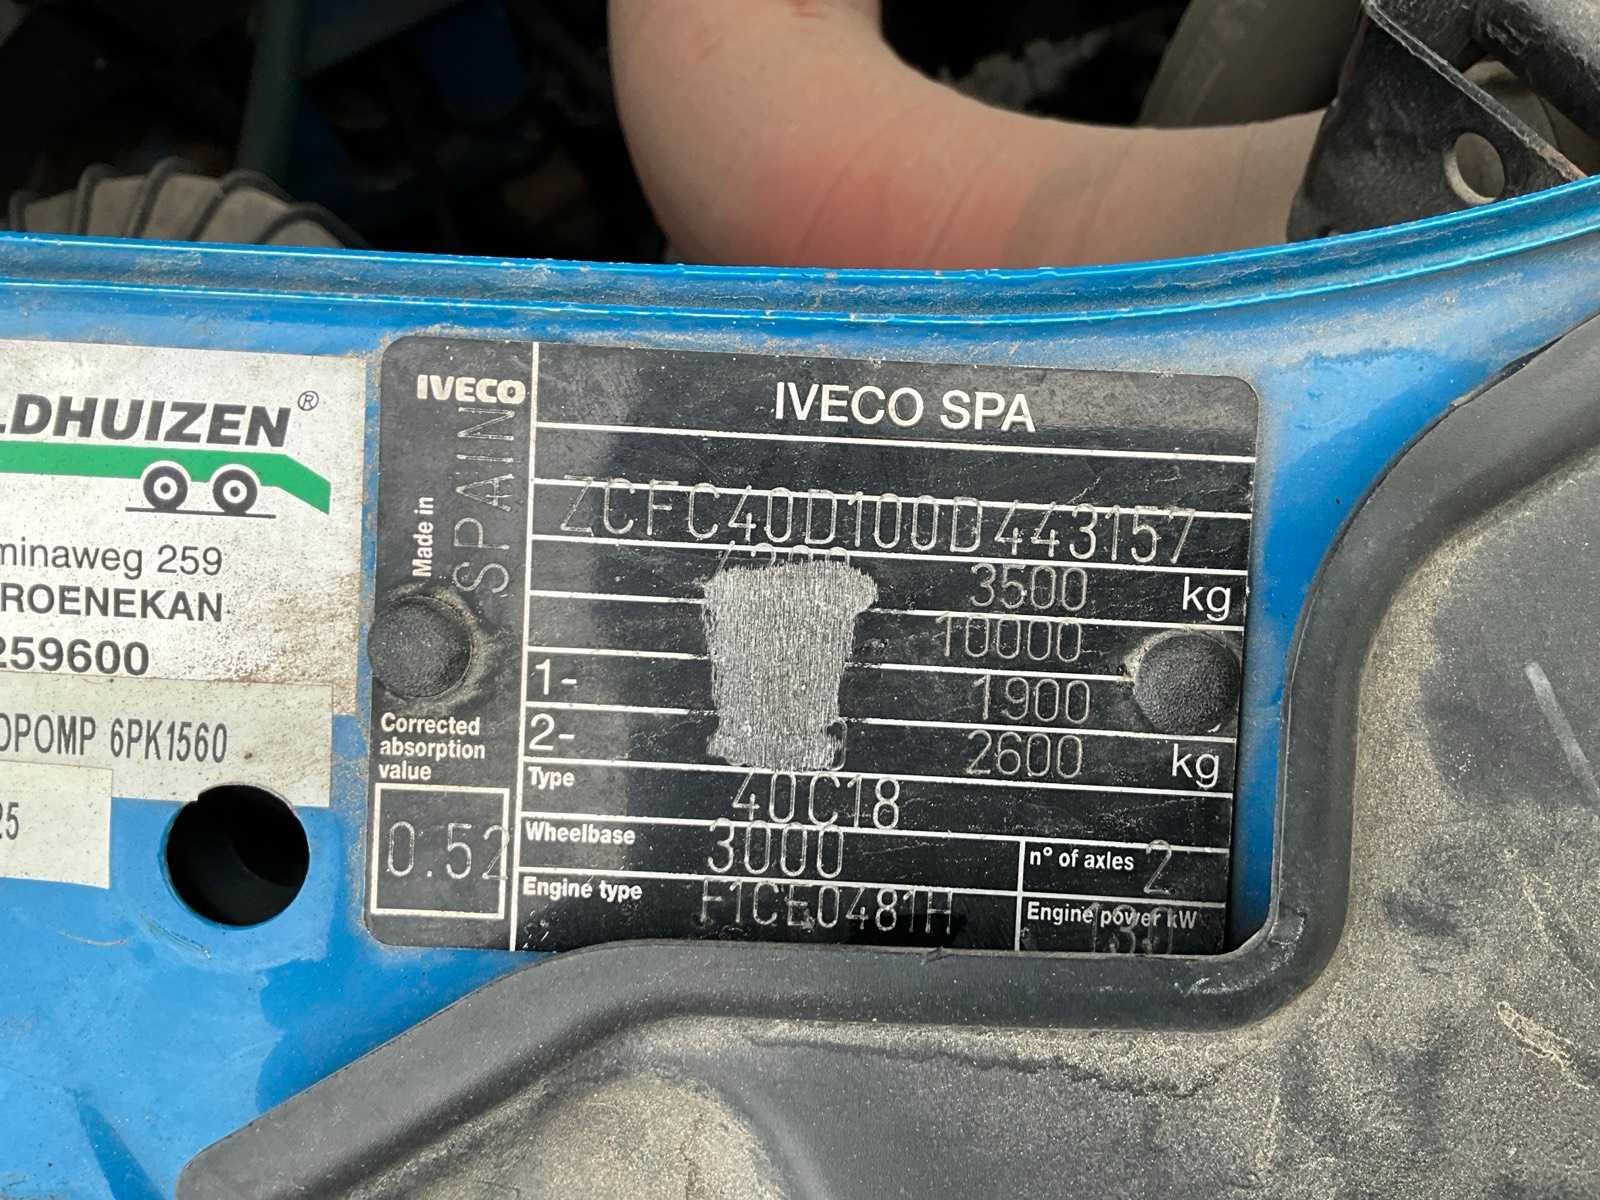 LDHUIZEN®
minaweg 259
ROENEKAN
259600
OPOMP 6PK1560
25
IVECO
Made in
SPAIN
Corrected
absorption
value
0.52
IVECO SPA
ZCFC40D100D443157
3500 kg
10000
1- 1900
2- 2600 kg
Type 40C18
Wheelbase 3000
n° of axles 2
Engine type F1CE0481H
Engine power kW